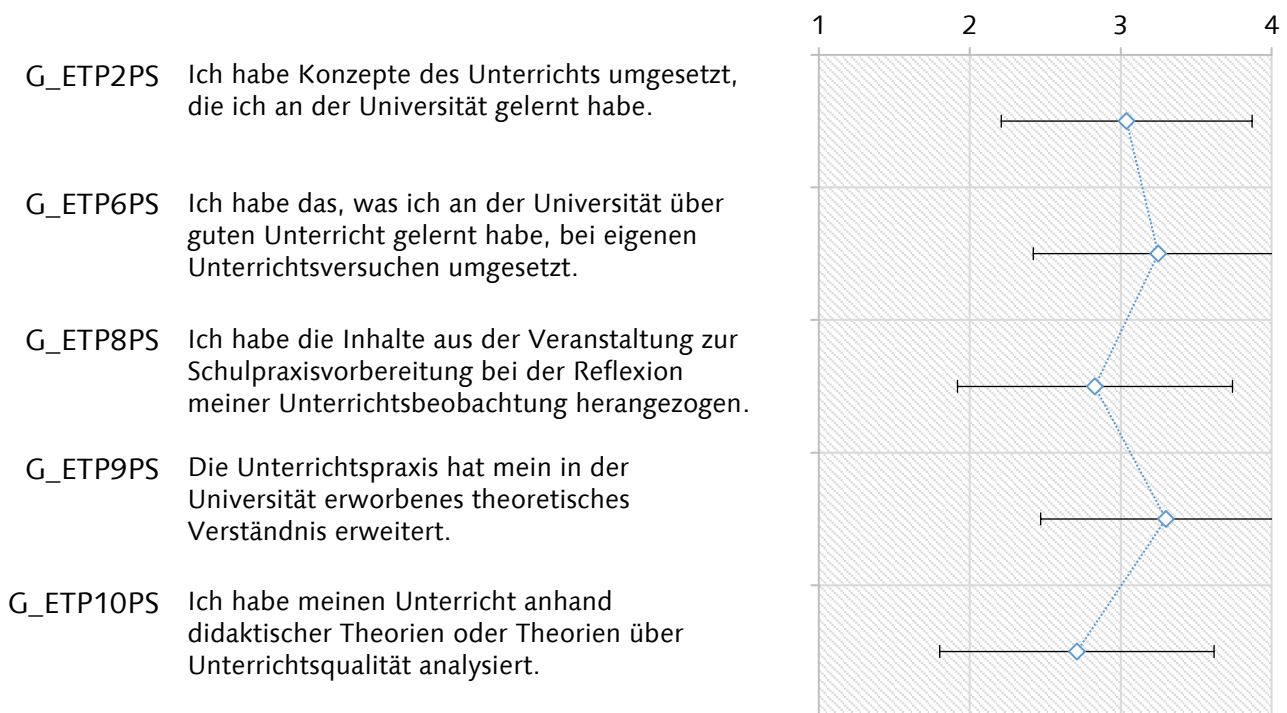 1 2 3 4
G_ETP2PS Ich habe Konzepte des Unterrichts umgesetzt,
die ich an der Universität gelernt habe.
G_ETP6PS Ich habe das, was ich an der Universität über
guten Unterricht gelernt habe, bei eigenen
Unterrichtsversuchen umgesetzt.
G_ETP8PS Ich habe die Inhalte aus der Veranstaltung zur
Schulpraxisvorbereitung bei der Reflexion
meiner Unterrichtsbeobachtung herangezogen.
G_ETP9PS Die Unterrichtspraxis hat mein in der
Universität erworbenes theoretisches
Verständnis erweitert.
G_ETP10PS Ich habe meinen Unterricht anhand
didaktischer Theorien oder Theorien über
Unterrichtsqualität analysiert.